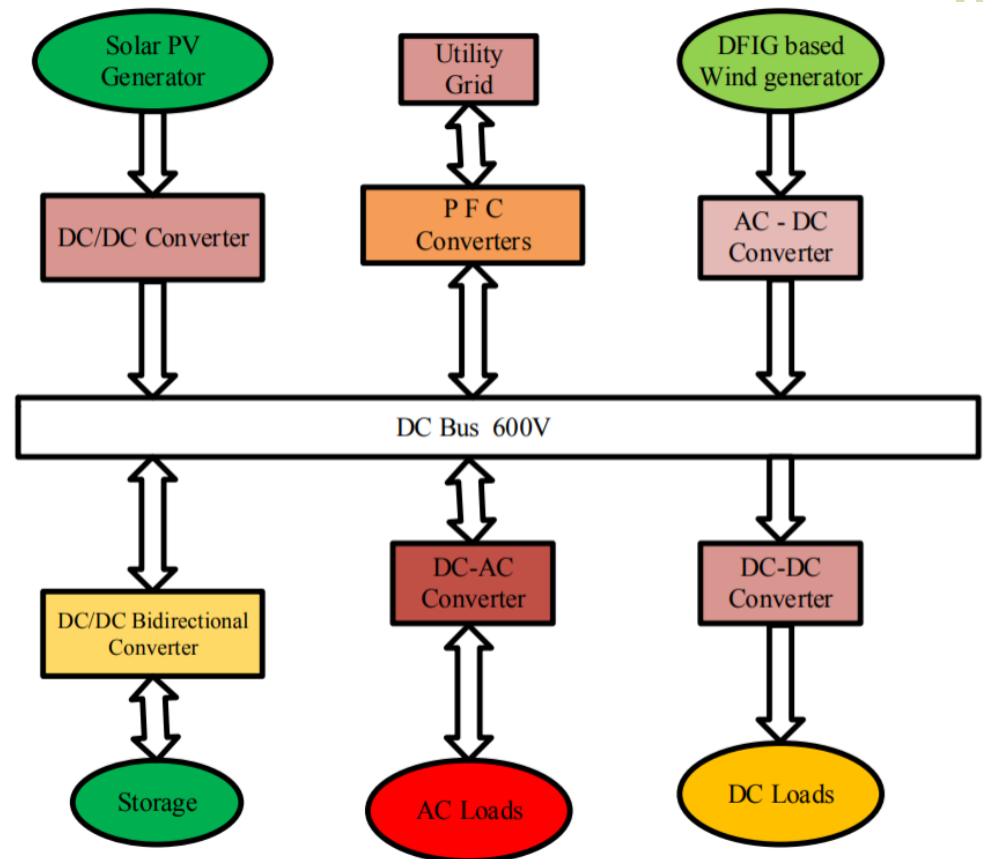 Solar PV
Generator
Utility
Grid
DFIG based
Wind generator
DC/DC Converter
P F C
Converters
AC - DC
Converter
DC Bus 600V
DC/DC Bidirectional
Converter
DC-AC
Converter
DC-DC
Converter
Storage
AC Loads
DC Loads